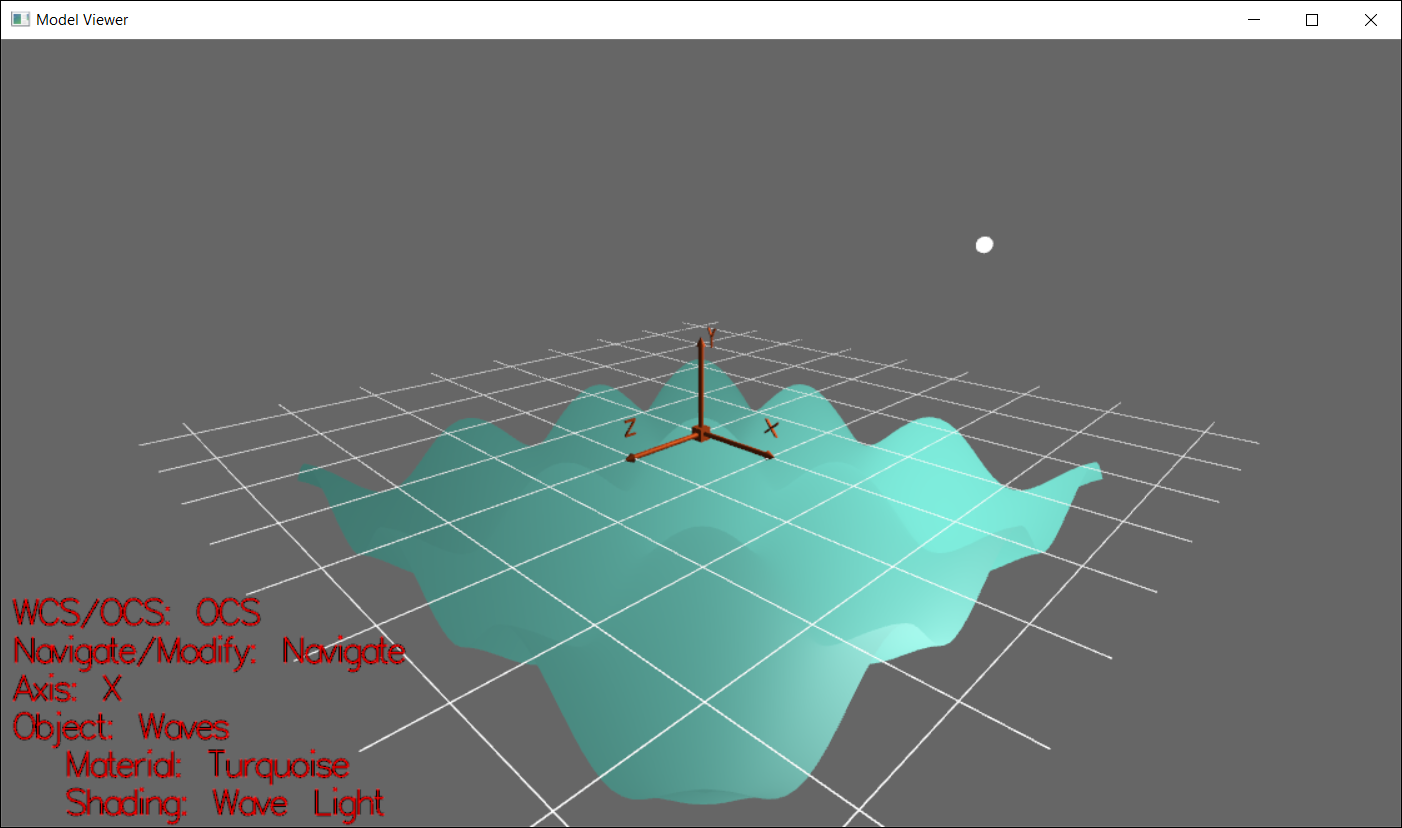 Model Viewer
Y
Z X
WCS/OCS: OCS
Navigate/Modify: Navigate
Axis: X
Object: Waves
Material: Turquoise
Shading: Wave Light